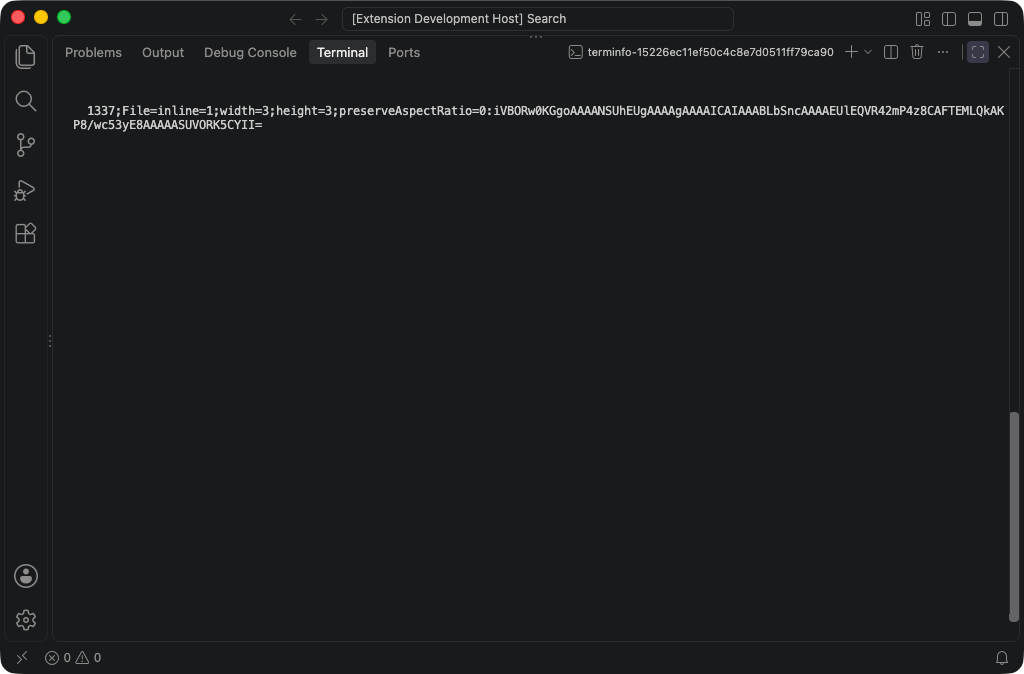 [Extension Development Host] Search
Problems Output Debug Console Terminal Ports
terminfo-15226ec11ef50c4c8e7d0511ff79ca90
1337;File=inline=1;width=3;height=3;preserveAspectRatio=0:iVBORw0KGgoAAAANSUhEUgAAAAgAAAAICAIAAABLbSncAAAAEUlEQVR42mP4z8CAFTEMLQkAK
P8/wc53yE8AAAAASUVORK5CYII=
0 0